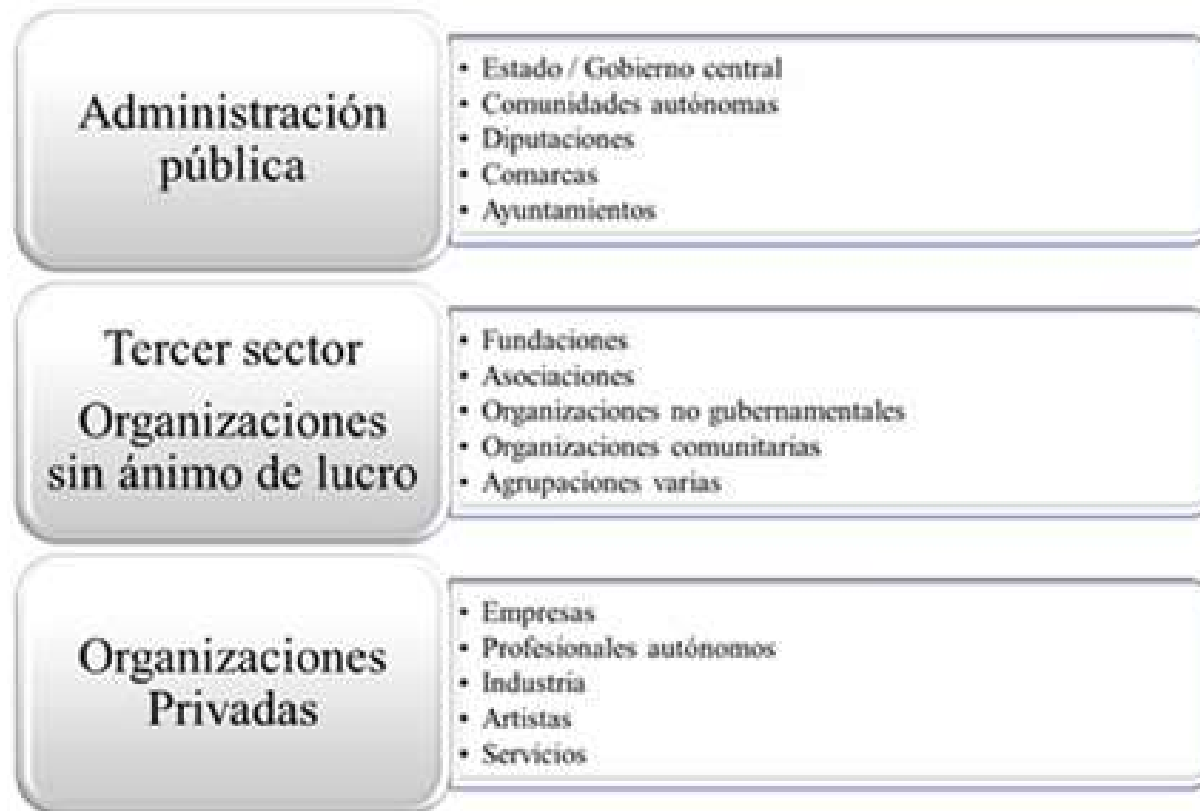 Administración
pública
• Estado / Gobierno central
• Comunidades autónomas
• Diputaciones
• Comarcas
• Ayuntamientos
Tercer sector
Organizaciones
sin ánimo de lucro
• Fundaciones
• Asociaciones
• Organizaciones no gubernamentales
• Organizaciones comunitarias
• Agrupaciones varias
Organizaciones
Privadas
• Empresas
• Profesionales autónomos
• Industria
• Artistas
• Servicios